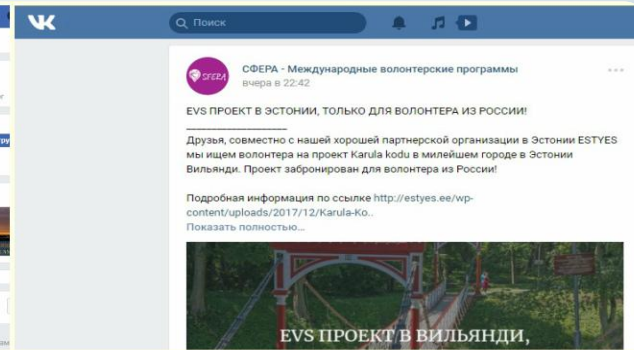 Поиск
SFERA
СФЕРА - Международные волонтерские программы
вчера в 22:42
EVS ПРОЕКТ В ЭСТОНИИ, ТОЛЬКО ДЛЯ ВОЛОНТЕРА ИЗ РОССИИ!
Друзья, совместно с нашей хорошей партнерской организации в Эстонии ESTYES
мы ищем волонтера на проект Karula kodu в милейшем городе в Эстонии
Вильянди. Проект забронирован для волонтера из России!
Подробная информация по ссылке http://estyes.ee/wp-
content/uploads/2017/12/Karula-Ko..
Показать полностью...
EVS ПРОЕКТ В ВИЛЬЯНДИ,